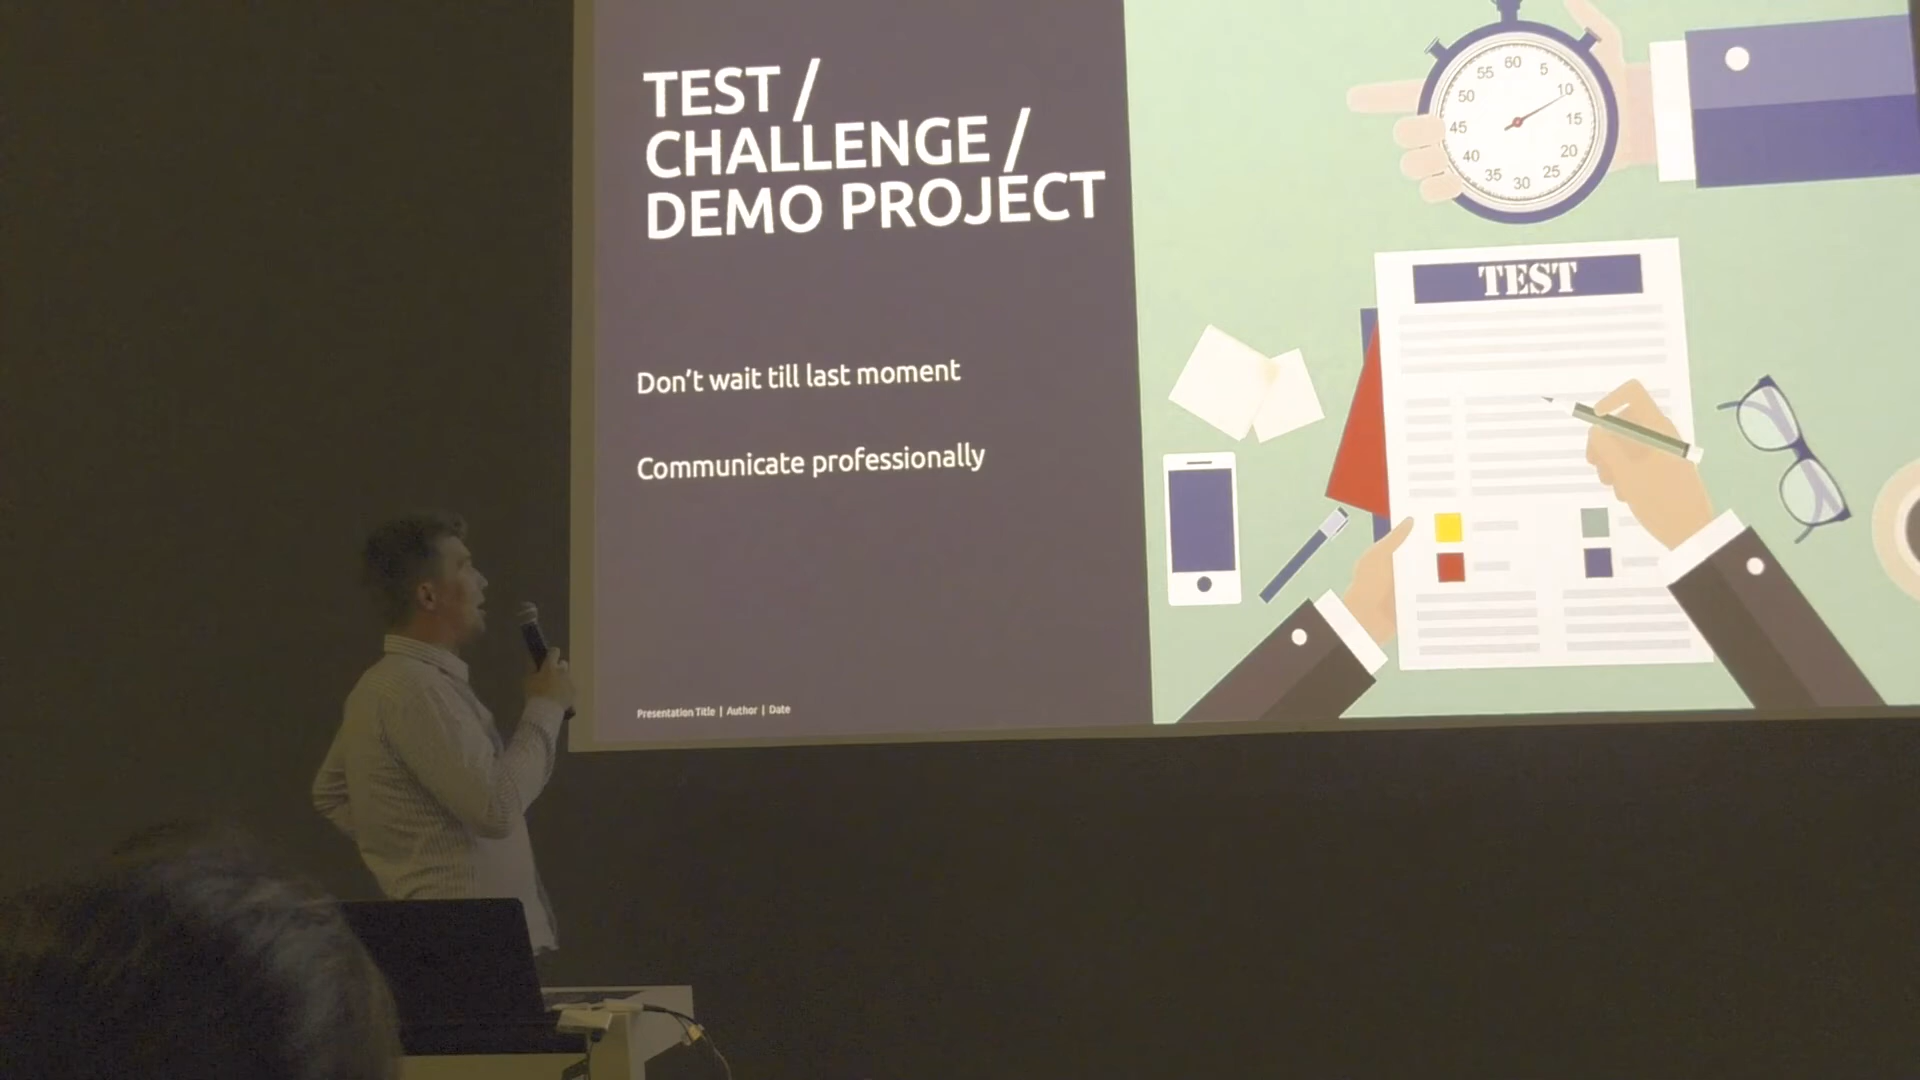 TEST /
CHALLENGE /
DEMO PROJECT
Don't wait till last moment
Communicate professionally
Presentation Title | Author | Date
60
5
10
15
20
25
30
35
40
45
50
55
TEST